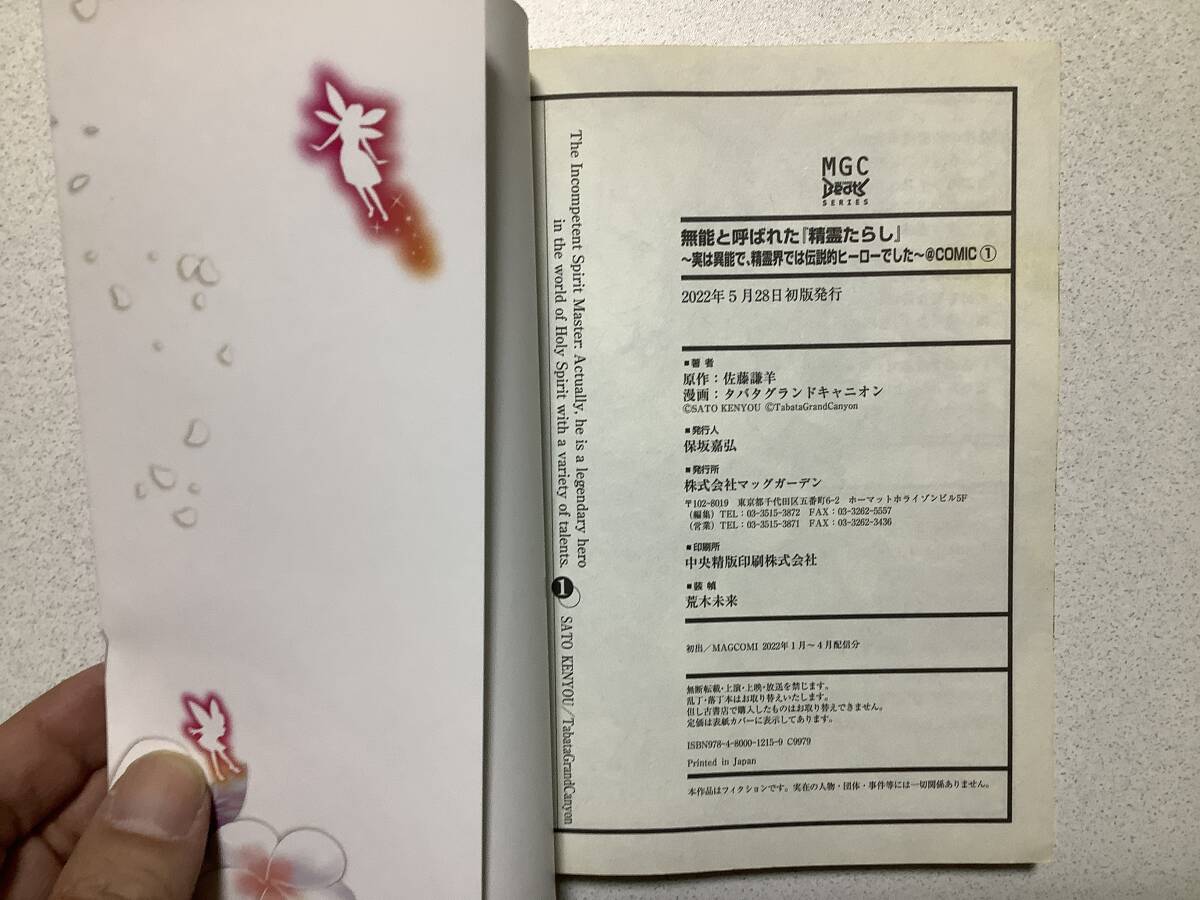 The Incompetent Spirit Master: Actually, he is a legendary hero
in the world of Holy Spirit with a variety of talents.
1 SATO KENYOU/TabataGrandCanyon
MGC
Beats
SERIES
無能と呼ばれた『精霊たらし』
～実は異能で、精霊界では伝説的ヒーローでした～@COMIC①
2022年5月28日初版発行
■著者
原作：佐藤謙羊
漫画：タバタグランドキャニオン
©SATO KENYOU ©TabataGrandCanyon
■発行人
保坂嘉弘
■発行所
株式会社マッグガーデン
〒102-8019 東京都千代田区五番町6-2 ホーマットホライゾンビル5F
（編集）TEL：03-3515-3872 FAX：03-3262-5557
（営業）TEL：03-3515-3871 FAX：03-3262-3436
■印刷所
中央精版印刷株式会社
■装幀
荒木未来
初出／MAGCOMI 2022年1月～4月配信分
無断転載・上演・上映・放送を禁じます。
乱丁・落丁本はお取り替えいたします。
但し古書店で購入したものはお取り替えできません。
定価は表紙カバーに表示してあります。
ISBN978-4-8000-1215-9 C9979
Printed in Japan
本作品はフィクションです。実在の人物・団体・事件等には一切関係ありません。